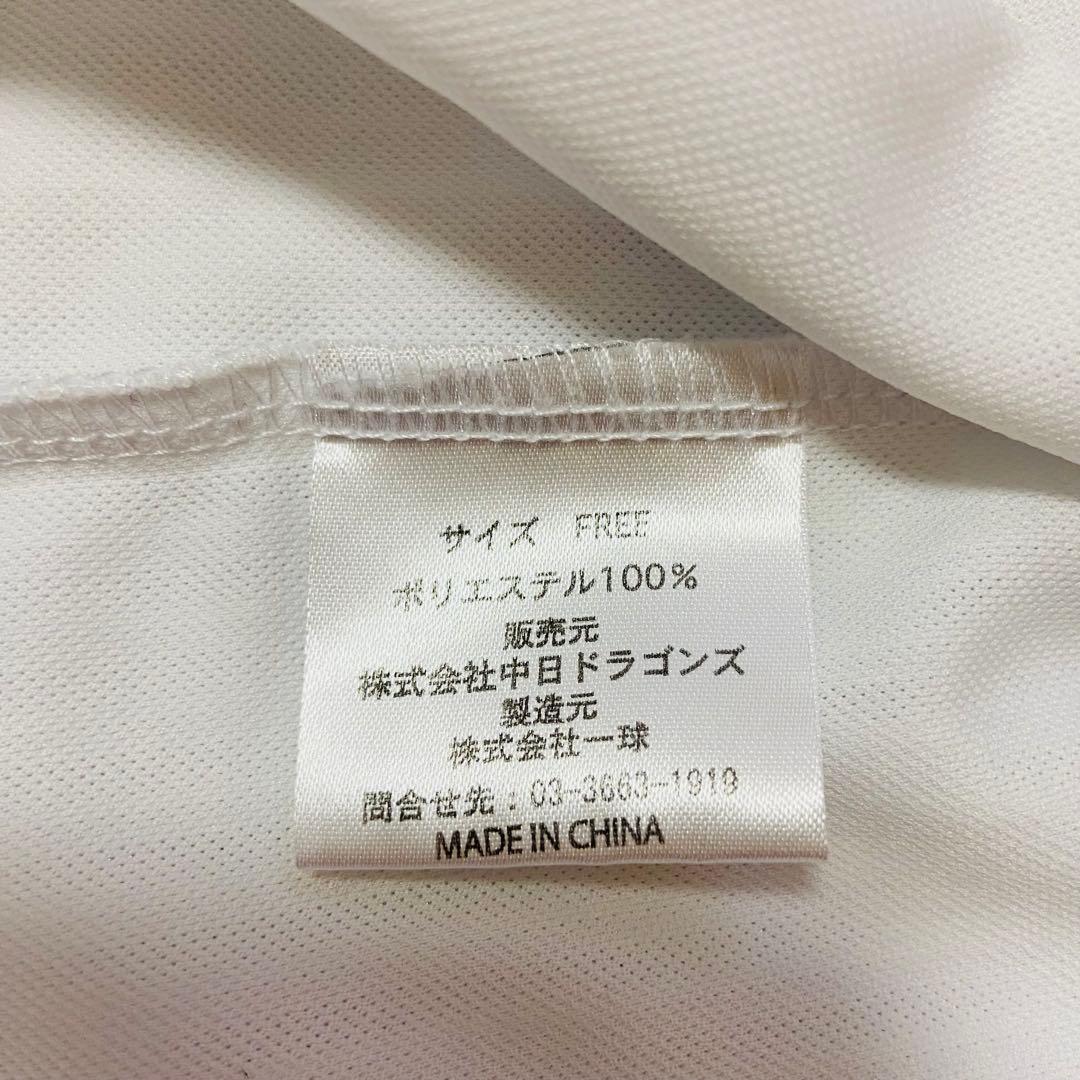 サイズ　FREE
ポリエステル100%
販売元
株式会社中日ドラゴンズ
製造元
株式会社一球
問合せ先：03-3663-1919
MADE IN CHINA